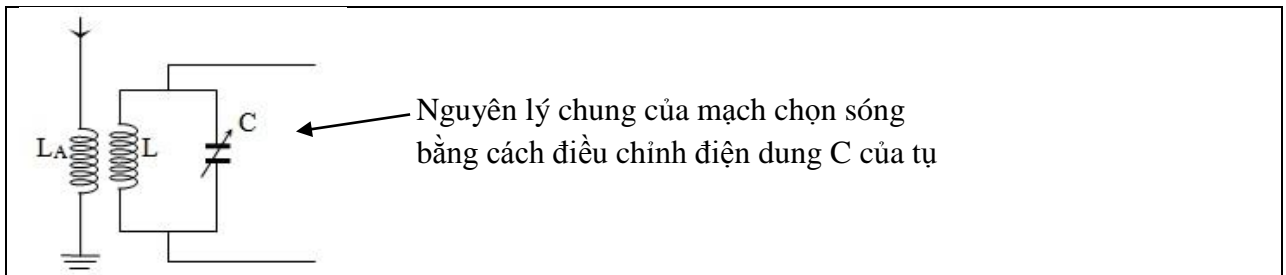 C
Nguyên lý chung của mạch chọn sóng
LA
L
bằng cách điều chỉnh điện dung C của tụ